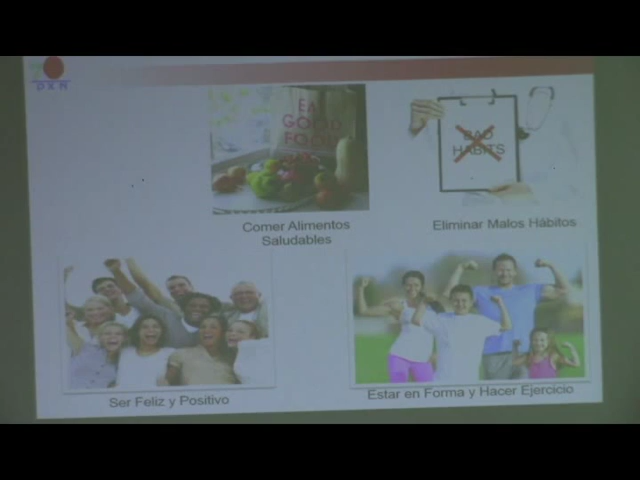 DXN
EAT
GOOD
FOOD
BAD
HABITS
Comer Alimentos
Saludables
Eliminar Malos Hábitos
Ser Feliz y Positivo
Estar en Forma y Hacer Ejercicio